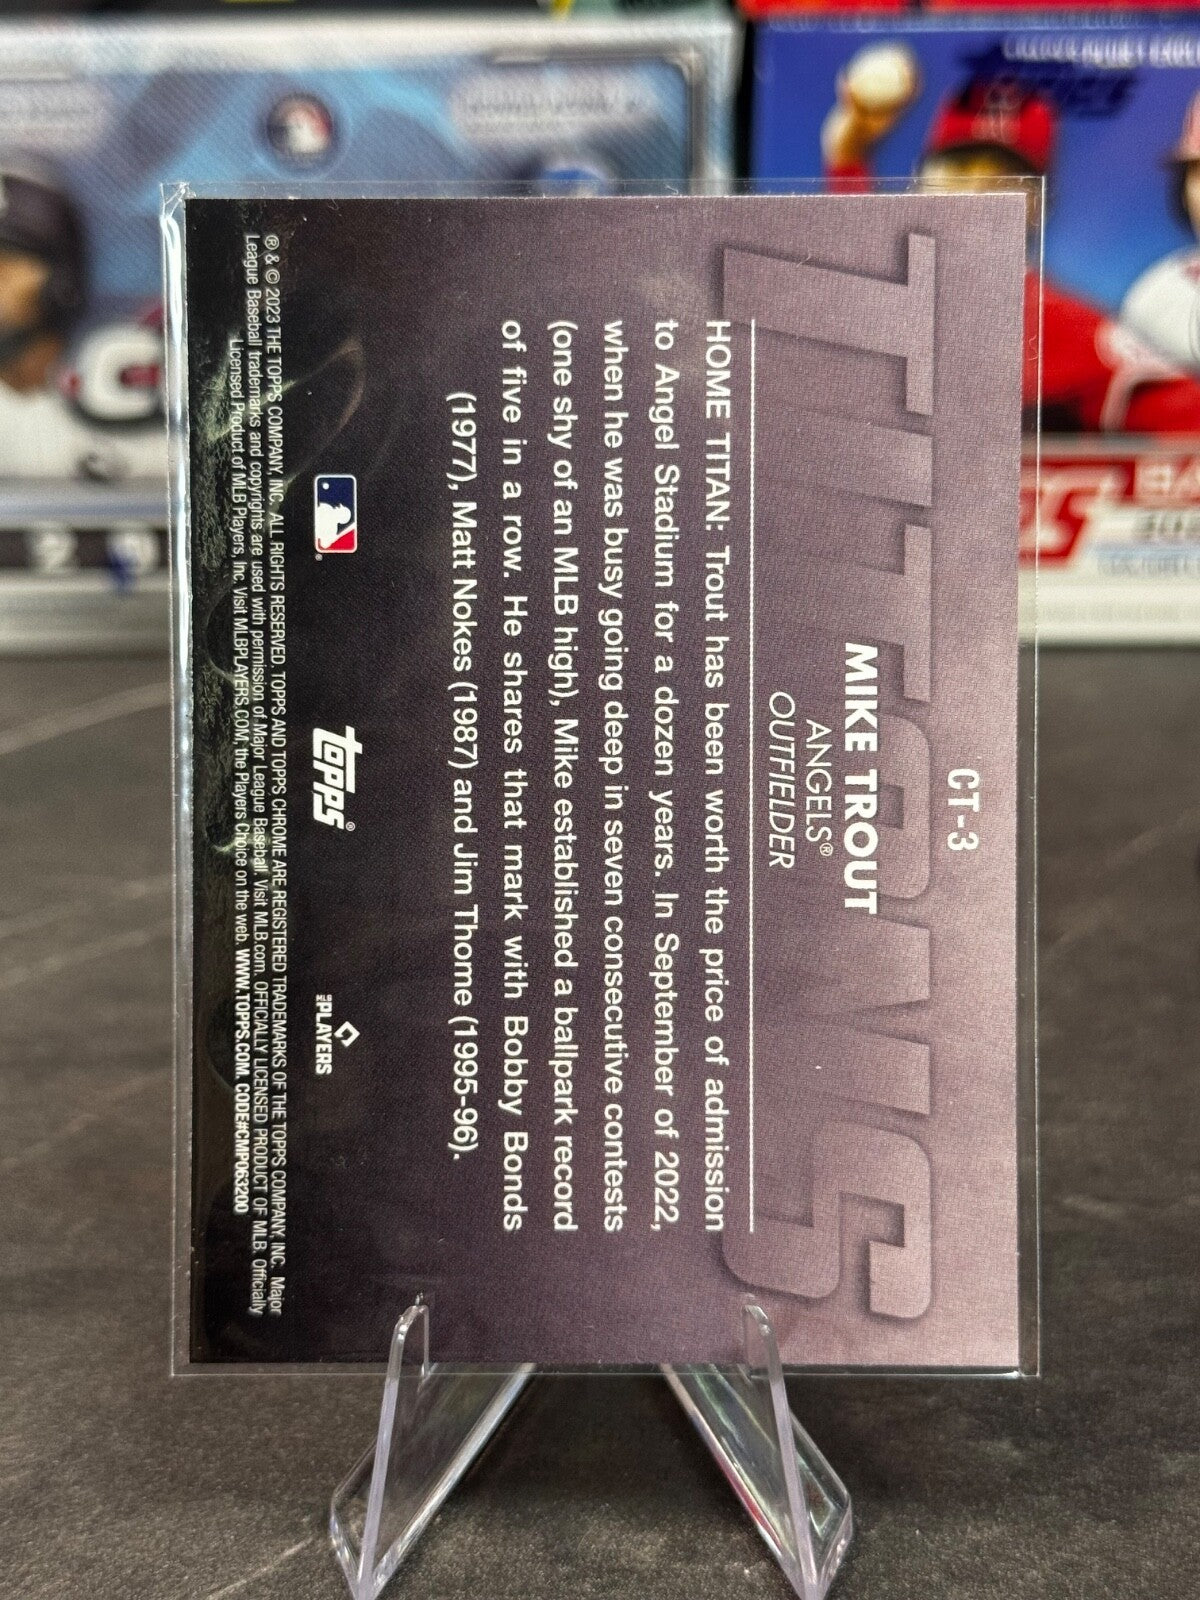 CT-3
TITANS
MIKE TROUT
ANGELS®
OUTFIELDER
HOME TITAN: Trout has been worth the price of admission
to Angel Stadium for a dozen years. In September of 2022,
when he was busy going deep in seven consecutive contests
(one shy of an MLB high), Mike established a ballpark record
of five in a row. He shares that mark with Bobby Bonds
(1977), Matt Nokes (1987) and Jim Thome (1995-96).
topps®
MLB PLAYERS
® & © 2023 THE TOPPS COMPANY, INC. ALL RIGHTS RESERVED. TOPPS AND TOPPS CHROME ARE REGISTERED TRADEMARKS OF THE TOPPS COMPANY, INC. Major
League Baseball trademarks and copyrights are used with permission of Major League Baseball. Visit MLB.com. OFFICIALLY LICENSED PRODUCT OF MLB. Officially
Licensed Product of MLB Players, Inc. Visit MLBPLAYERS.COM, the Players Choice on the web. WWW.TOPPS.COM. CODE#CMP063200